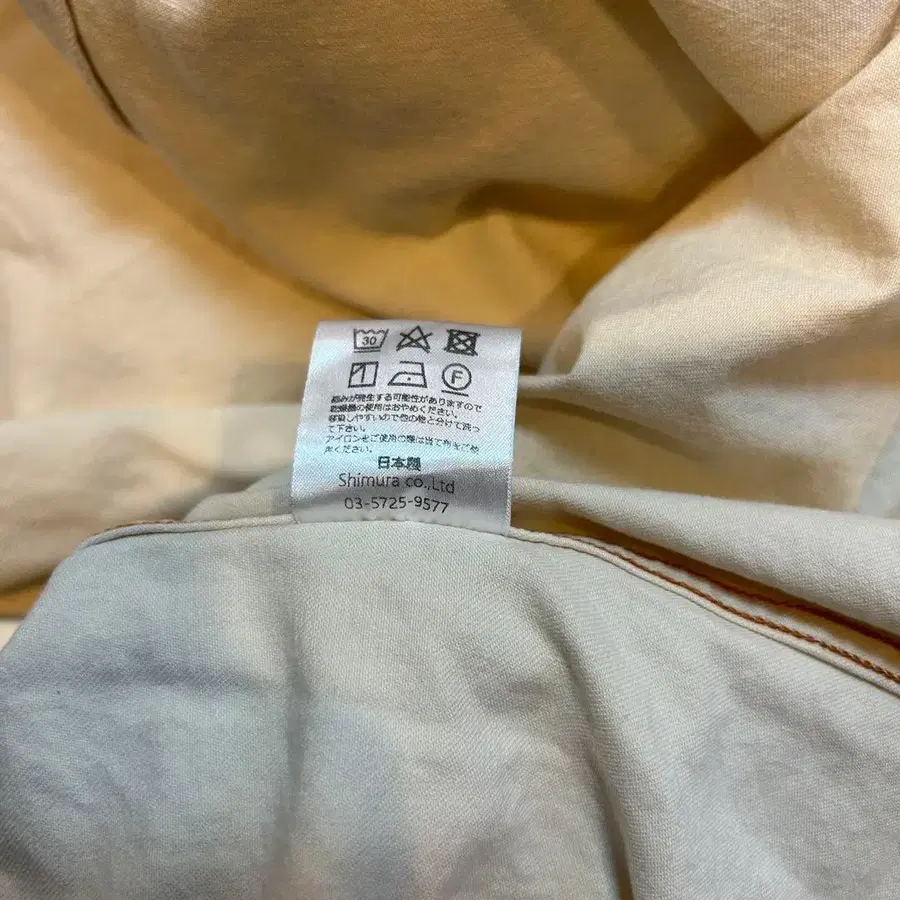 30
F
縮みが発生する可能性がありますので
乾燥機の使用はおやめください。
移染しやすいので他の物と分けて洗っ
て下さい。
アイロンをご使用の際は当て布をご使
用ください。
日本製
Shimura co.,Ltd
03-5725-9577